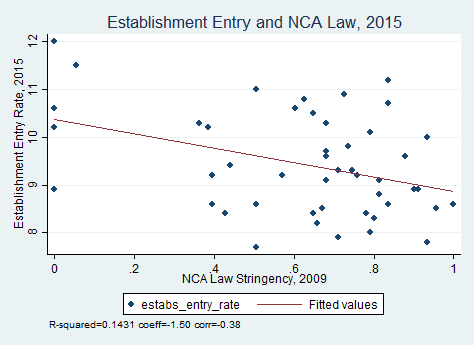 Establishment Entry and NCA Law, 2015
Establishment Entry Rate, 2015
12
11
10
9
8
0
.2
.4
.6
.8
1
NCA Law Stringency, 2009
estabs_entry_rate
Fitted values
R-squared=0.1431 coeff=-1.50 corr=-0.38